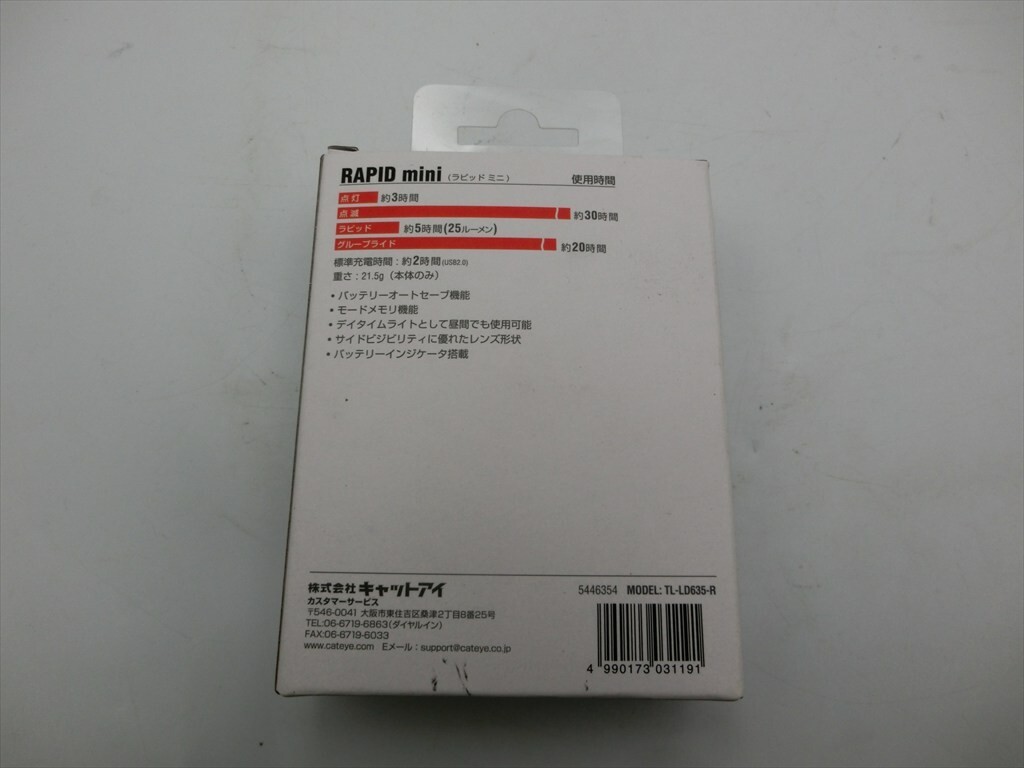 RAPID mini (ラピッド ミニ) 使用時間
点灯 約3時間
点滅 約30時間
ラピッド 約5時間(25ルーメン)
グループライド 約20時間
標準充電時間：約2時間(USB2.0)
重さ：21.5g（本体のみ）
・バッテリーオートセーブ機能
・モードメモリ機能
・デイタイムライトとして昼間でも使用可能
・サイドビジビリティに優れたレンズ形状
・バッテリーインジケータ搭載
株式会社 キャットアイ 5446354 MODEL: TL-LD635-R
カスタマーサービス
〒546-0041 大阪市東住吉区桑津2丁目8番25号
TEL:06-6719-6863(ダイヤルイン)
FAX:06-6719-6033
www.cateye.com Eメール：support@cateye.co.jp
4 990173 031191